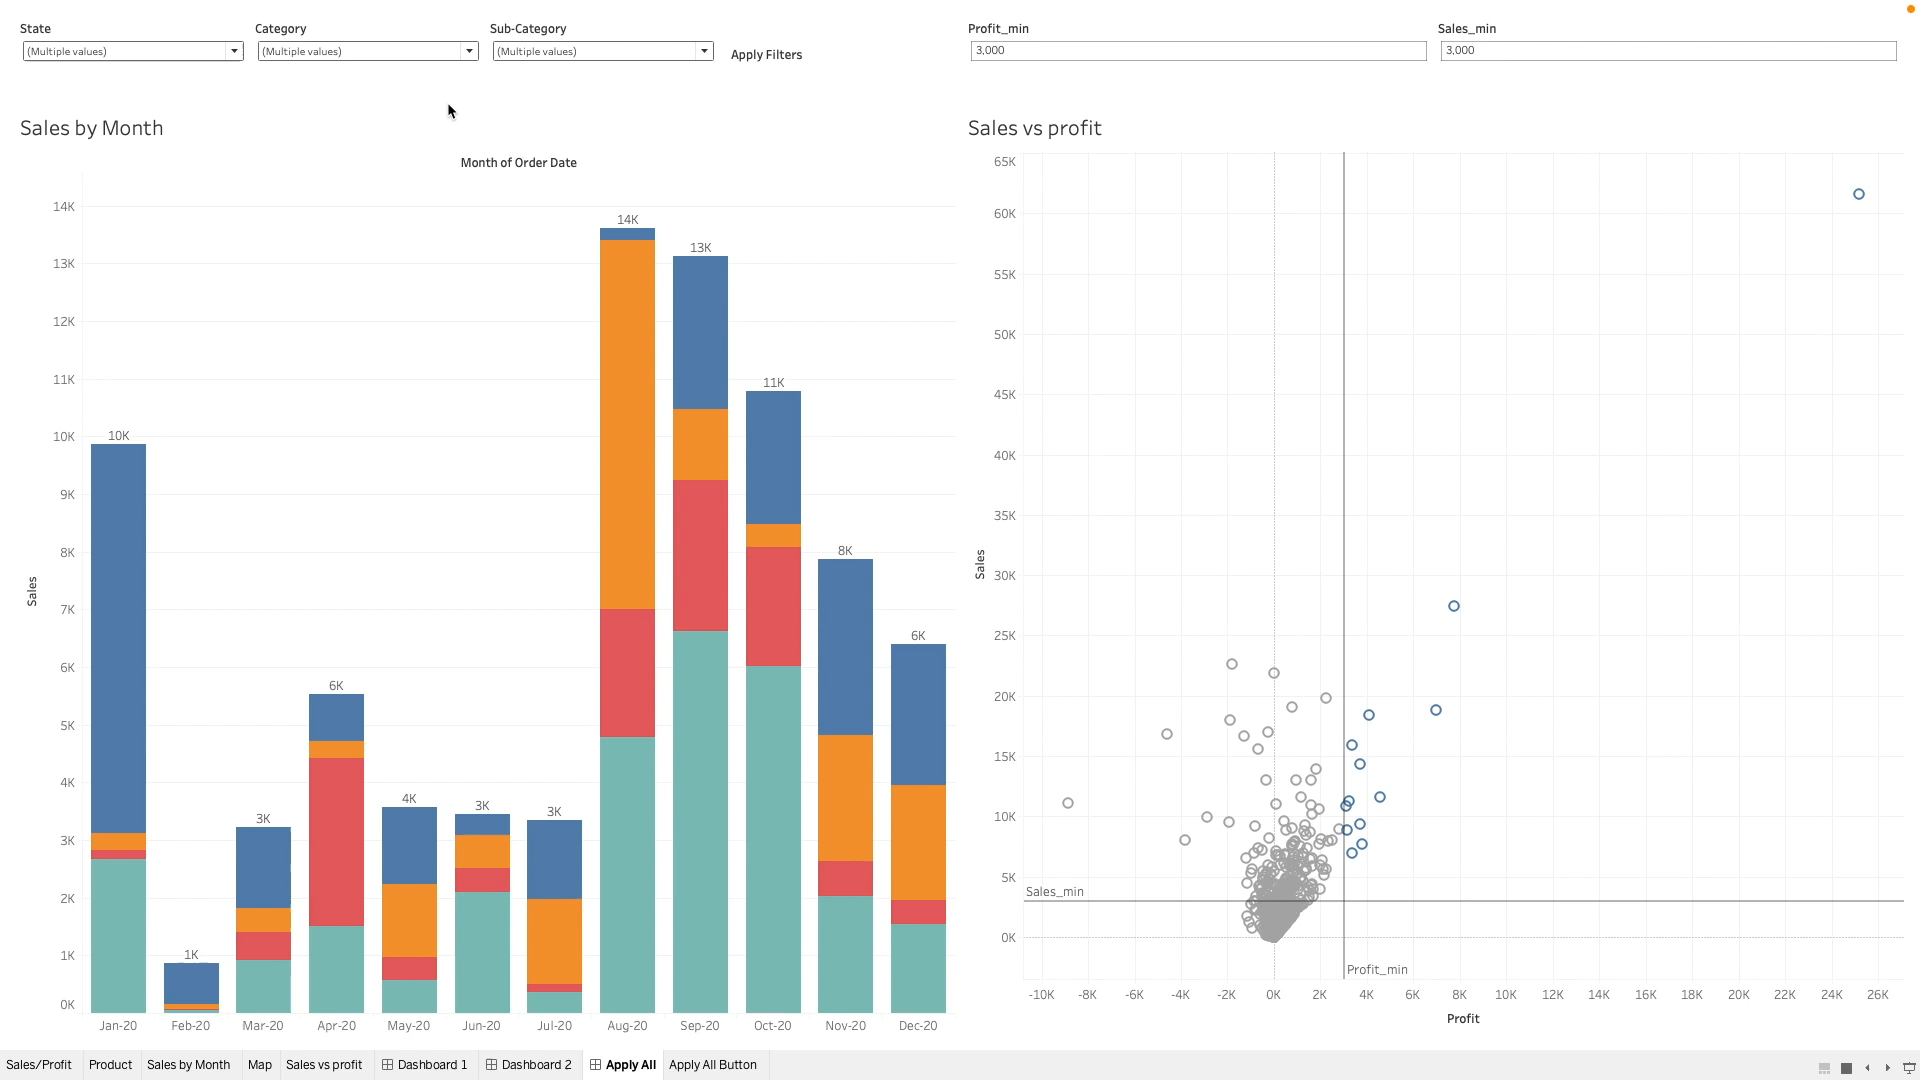 State
Category
Sub-Category
Profit_min
Sales_min
(Multiple values)
(Multiple values)
(Multiple values)
Apply Filters
3,000
3,000
Sales by Month
Month of Order Date
14K
13K
12K
11K
10K
9K
8K
7K
6K
5K
4K
3K
2K
1K
0K
Sales
10K
1K
3K
6K
4K
3K
3K
14K
13K
11K
8K
6K
Jan-20
Feb-20
Mar-20
Apr-20
May-20
Jun-20
Jul-20
Aug-20
Sep-20
Oct-20
Nov-20
Dec-20
Sales vs profit
65K
60K
55K
50K
45K
40K
35K
30K
25K
20K
15K
10K
5K
0K
Sales
Sales_min
Profit_min
-10K
-8K
-6K
-4K
-2K
0K
2K
4K
6K
8K
10K
12K
14K
16K
18K
20K
22K
24K
26K
Profit
Sales/Profit
Product
Sales by Month
Map
Sales vs profit
Dashboard 1
Dashboard 2
Apply All
Apply All Button